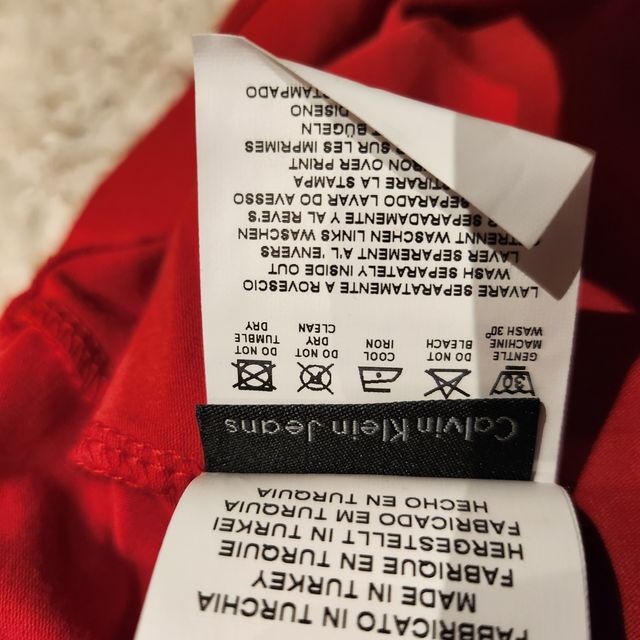 FABBRICATO IN TURCHIA
MADE IN TURKEY
FABRIQUE EN TURQUIE
HERGESTELLT IN TURKEI
FABRICADO EM TURQUIA
HECHO EN TURQUIA
Calvin Klein Jeans
30
GENTLE MACHINE WASH 30°
DO NOT BLEACH
COOL IRON
DO NOT DRY CLEAN
DO NOT TUMBLE DRY
LAVARE SEPARATAMENTE A ROVESCIO
WASH SEPARATELY INSIDE OUT
LAVER SEPAREMENT A L'ENVERS
WASCHEN LINKS WASCHEN
SEPARADAMENTE Y AL REVE'S
SEPARADO LAVAR DO AVESSO
LA STAMPA
IRON OVER PRINT
SUR LES IMPRIMES
BÜGELN
DISENO